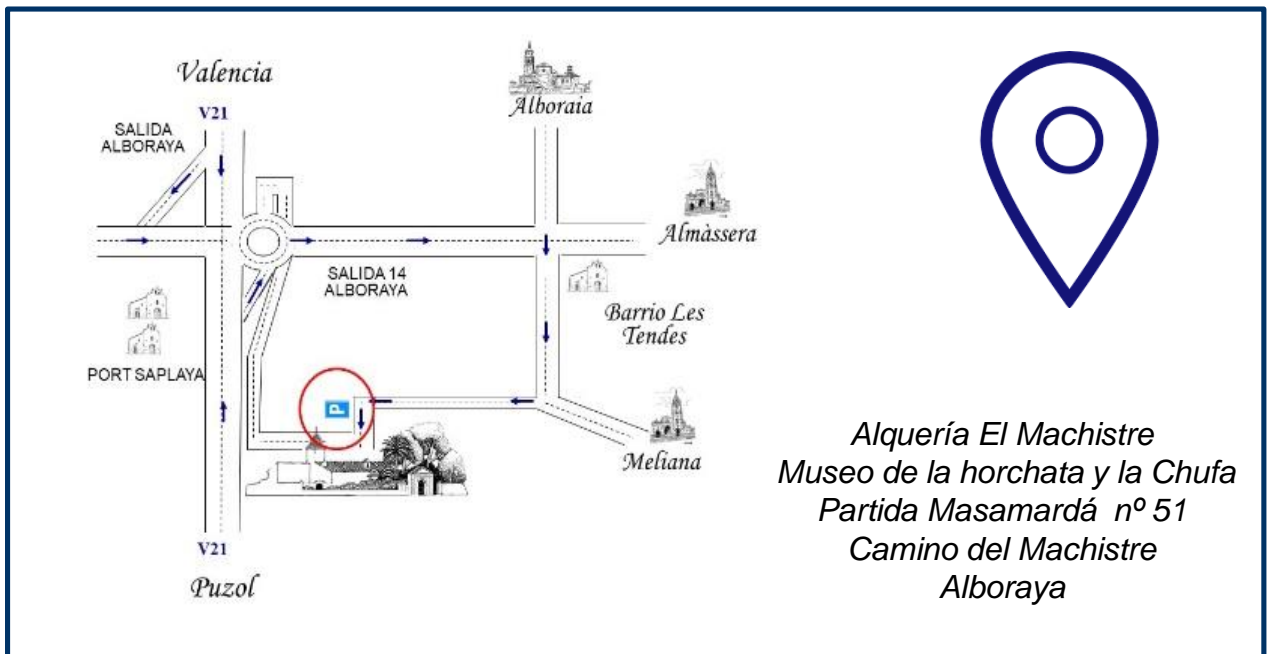 Valencia
V21
SALIDA
ALBORAYA
Alboraia
Almàssera
SALIDA 14
ALBORAYA
Barrio Les
Tendes
PORT SAPLAYA
P
Meliana
V21
Puzol
Alquería El Machistre
Museo de la horchata y la Chufa
Partida Masamardá nº 51
Camino del Machistre
Alboraya